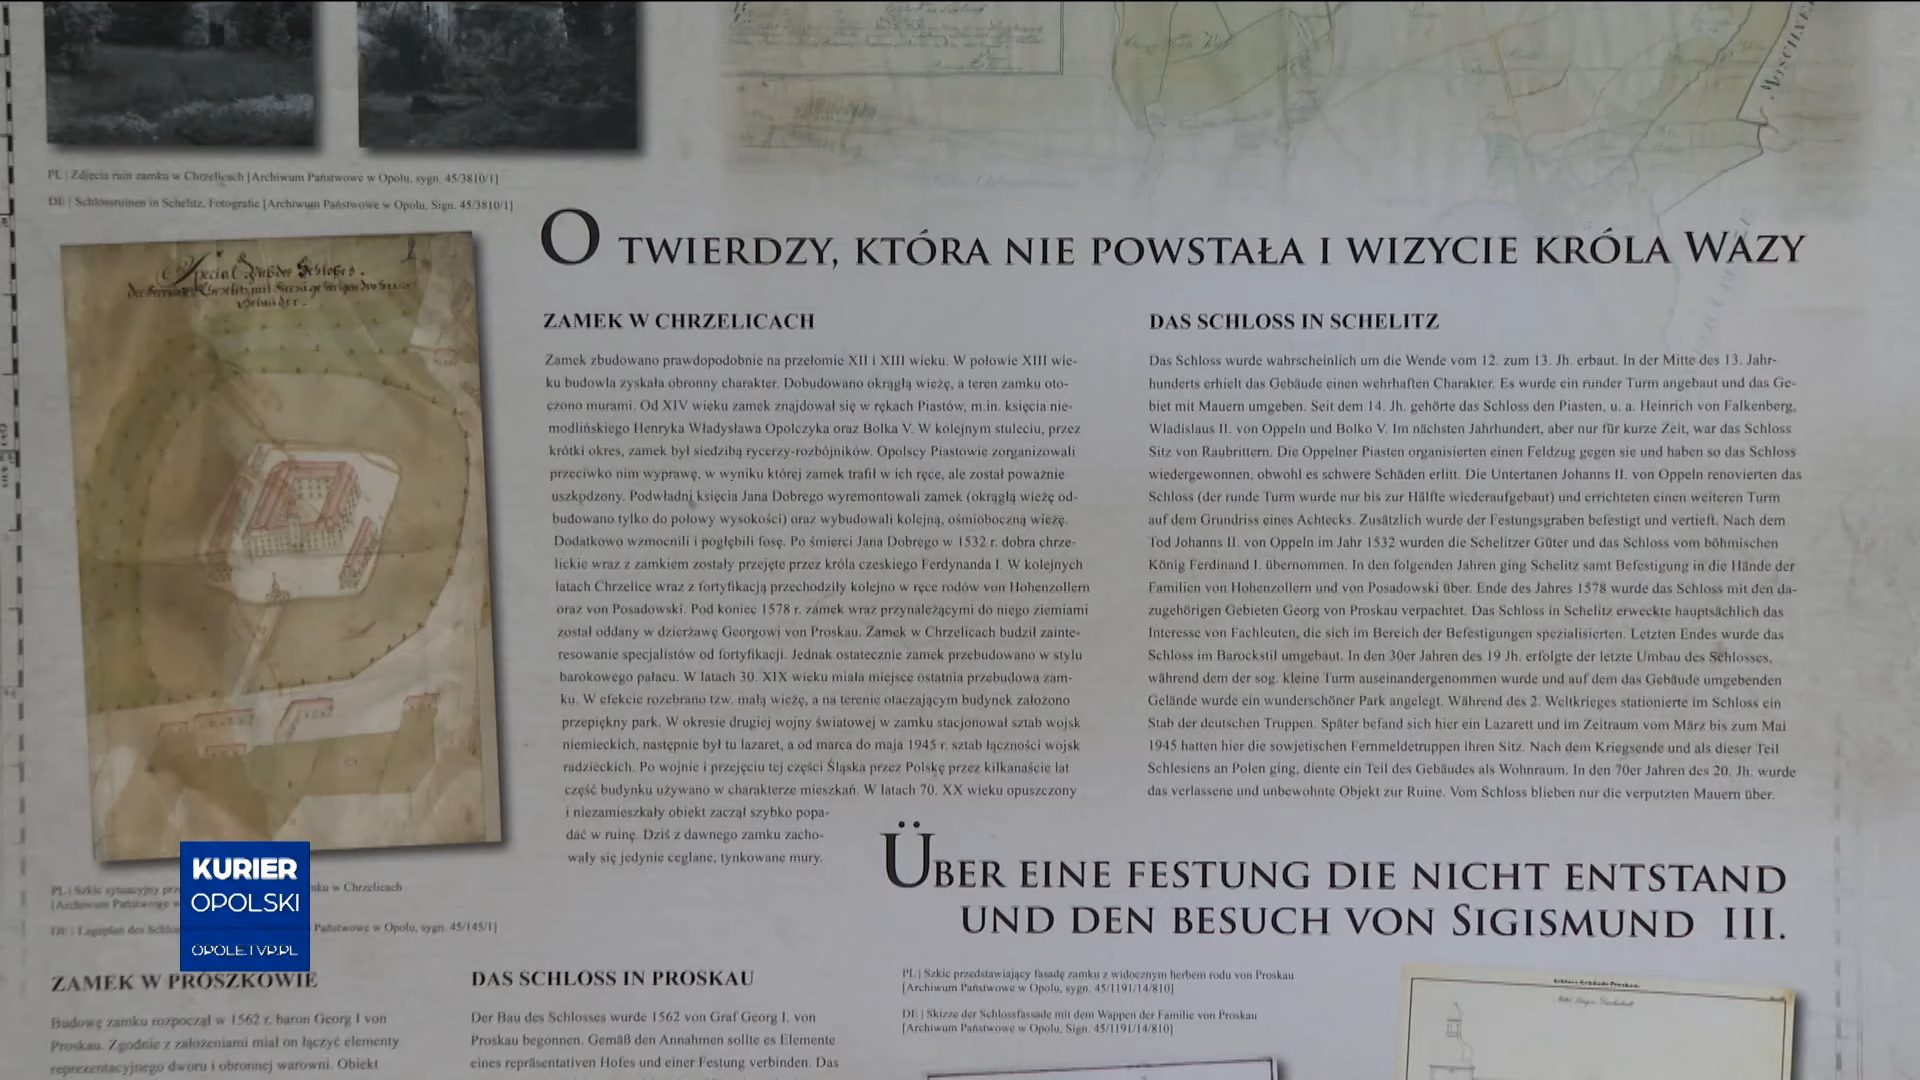 PL | Zdjęcia ruin zamku w Chrzelicach [Archiwum Państwowe w Opolu, sygn. 45/3810/1]
DE | Schlossruinen in Schelitz, Fotografie [Archiwum Państwowe w Opolu, Sign. 45/3810/1]
O TWIERDZY, KTÓRA NIE POWSTAŁA I WIZYCIE KRÓLA WAZY
ZAMEK W CHRZELICACH
Zamek zbudowano prawdopodobnie na przełomie XII i XIII wieku. W połowie XIII wie-
ku budowla zyskała obronny charakter. Dobudowano okrągłą wieżę, a teren zamku oto-
czono murami. Od XIV wieku zamek znajdował się w rękach Piastów, m.in. księcia nie-
modlińskiego Henryka Władysława Opolczyka oraz Bolka V. W kolejnym stuleciu, przez
krótki okres, zamek był siedzibą rycerzy-rozbójników. Opolscy Piastowie zorganizowali
przeciwko nim wyprawę, w wyniku której zamek trafił w ich ręce, ale został poważnie
uszkodzony. Podwładni księcia Jana Dobrego wyremontowali zamek (okrągłą wieżę od-
budowano tylko do połowy wysokości) oraz wybudowali kolejną, ośmioboczną wieżę.
Dodatkowo wzmocnili i pogłębili fosę. Po śmierci Jana Dobrego w 1532 r. dobra chrze-
lickie wraz z zamkiem zostały przejęte przez króla czeskiego Ferdynanda I. W kolejnych
latach Chrzelice wraz z fortyfikacją przechodziły kolejno w ręce rodów von Hohenzollern
oraz von Posadowski. Pod koniec 1578 r. zamek wraz przynależącymi do niego ziemiami
został oddany w dzierżawę Georgowi von Proskau. Zamek w Chrzelicach budził zainte-
resowanie specjalistów od fortyfikacji. Jednak ostatecznie zamek przebudowano w stylu
barokowego pałacu. W latach 30. XIX wieku miała miejsce ostatnia przebudowa zam-
ku. W efekcie rozebrano tzw. małą wieżę, a na terenie otaczającym budynek założono
przepiękny park. W okresie drugiej wojny światowej w zamku stacjonował sztab wojsk
niemieckich, następnie był tu lazaret, a od marca do maja 1945 r. sztab łączności wojsk
radzieckich. Po wojnie i przejęciu tej części Śląska przez Polskę przez kilkanaście lat
część budynku używano w charakterze mieszkań. W latach 70. XX wieku opuszczony
i niezamieszkały obiekt zaczął szybko popa-
dać w ruinę. Dziś z dawnego zamku zacho-
wały się jedynie ceglane, tynkowane mury.
DAS SCHLOSS IN SCHELITZ
Das Schloss wurde wahrscheinlich um die Wende vom 12. zum 13. Jh. erbaut. In der Mitte des 13. Jahr-
hunderts erhielt das Gebäude einen wehrhaften Charakter. Es wurde ein runder Turm angebaut und das Ge-
biet mit Mauern umgeben. Seit dem 14. Jh. gehörte das Schloss den Piasten, u. a. Heinrich von Falkenberg,
Wladislaus II. von Oppeln und Bolko V. Im nächsten Jahrhundert, aber nur für kurze Zeit, war das Schloss
Sitz von Raubrittern. Die Oppelner Piasten organisierten einen Feldzug gegen sie und haben so das Schloss
wiedergewonnen, obwohl es schwere Schäden erlitt. Die Untertanen Johanns II. von Oppeln renovierten das
Schloss (der runde Turm wurde nur bis zur Hälfte wiederaufgebaut) und errichteten einen weiteren Turm
auf dem Grundriss eines Achtecks. Zusätzlich wurde der Festungsgraben befestigt und vertieft. Nach dem
Tod Johanns II. von Oppeln im Jahr 1532 wurden die Schelitzer Güter und das Schloss vom böhmischen
König Ferdinand I. übernommen. In den folgenden Jahren ging Schelitz samt Befestigung in die Hände der
Familien von Hohenzollern und von Posadowski über. Ende des Jahres 1578 wurde das Schloss mit den da-
zugehörigen Gebieten Georg von Proskau verpachtet. Das Schloss in Schelitz erweckte hauptsächlich das
Interesse von Fachleuten, die sich im Bereich der Befestigungen spezialisierten. Letzten Endes wurde das
Schloss im Barockstil umgebaut. In den 30er Jahren des 19 Jh. erfolgte der letzte Umbau des Schlosses,
während dem der sog. kleine Turm auseinandergenommen wurde und auf dem das Gebäude umgebenden
Gelände wurde ein wunderschöner Park angelegt. Während des 2. Weltkrieges stationierte im Schloss ein
Stab der deutschen Truppen. Später befand sich hier ein Lazarett und im Zeitraum vom März bis zum Mai
1945 hatten hier die sowjetischen Fernmeldetruppen ihren Sitz. Nach dem Kriegsende und als dieser Teil
Schlesiens an Polen ging, diente ein Teil des Gebäudes als Wohnraum. In den 70er Jahren des 20. Jh. wurde
das verlassene und unbewohnte Objekt zur Ruine. Vom Schloss blieben nur die verputzten Mauern über.
ÜBER EINE FESTUNG DIE NICHT ENTSTAND
UND DEN BESUCH VON SIGISMUND III.
PL | Szkic sytuacyjny
[Archiwum Państwowe w
w Chrzelicach
DE | Lageplan des
Państwowe w Opolu, sygn. 45/145/1]
KURIER
OPOLSKI
OPOLE.TVP.PL
ZAMEK W PRÓSZKOWIE
Budowę zamku rozpoczął w 1562 r. baron Georg I von
Proskau. Zgodnie z założeniami miał on łączyć elementy
reprezentacyjnego dworu i obronnej warowni. Obiekt
DAS SCHLOSS IN PROSKAU
Der Bau des Schlosses wurde 1562 von Graf Georg I. von
Proskau begonnen. Gemäß den Annahmen sollte es Elemente
eines repräsentativen Hofes und einer Festung verbinden. Das
PL | Szkic przedstawiający fasadę zamku z widocznym herbem rodu von Proskau
[Archiwum Państwowe w Opolu, sygn. 45/1191/14/810]
DE | Skizze der Schlossfassade mit dem Wappen der Familie von Proskau
[Archiwum Państwowe w Opolu, Sign. 45/1191/14/810]